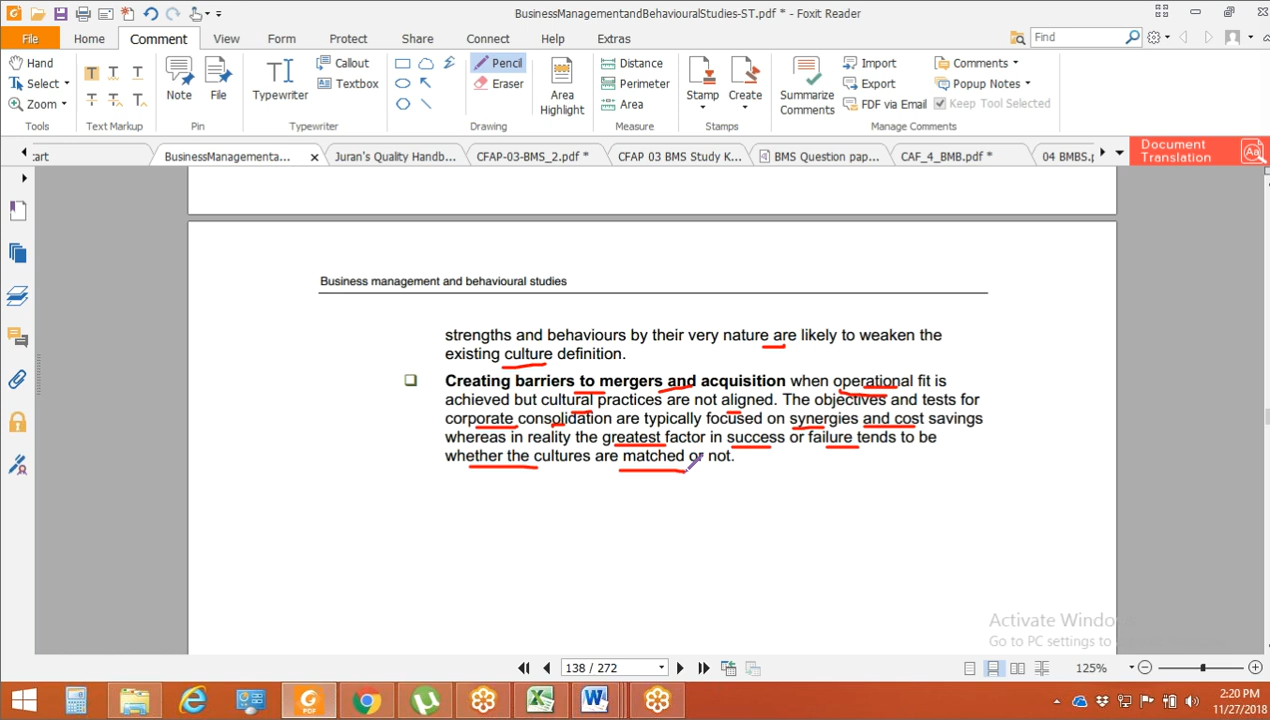 BusinessManagementandBehaviouralStudies-ST.pdf * - Foxit Reader
File Home Comment View Form Protect Share Connect Help Extras Find
Hand
Select
Zoom
Tools
Text Markup
Note
File
Pin
Typewriter
Callout
Textbox
Typewriter
Pencil
Eraser
Area
Highlight
Drawing
Distance
Perimeter
Area
Measure
Stamp
Create
Stamps
Summarize
Comments
Import
Export
FDF via Email
Comments
Popup Notes
Keep Tool Selected
Manage Comments
tart BusinessManagementa... Juran's Quality Handb... CFAP-03-BMS_2.pdf * CFAP 03 BMS Study K... BMS Question pap... CAF_4_BMB.pdf * 04 BMBS.p
Document
Translation
Business management and behavioural studies
strengths and behaviours by their very nature are likely to weaken the
existing culture definition.
Creating barriers to mergers and acquisition when operational fit is
achieved but cultural practices are not aligned. The objectives and tests for
corporate consolidation are typically focused on synergies and cost savings
whereas in reality the greatest factor in success or failure tends to be
whether the cultures are matched or not.
Activate Windo
Go to PC settings to
138 / 272
125%
2:20 PM
11/27/2018